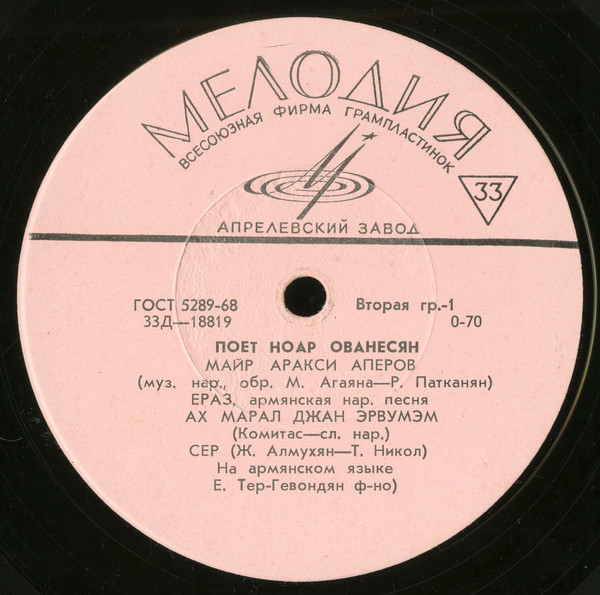 МЕЛОДИЯ
ВСЕСОЮЗНАЯ ФИРМА ГРАМПЛАСТИНОК
33
АПРЕЛЕВСКИЙ ЗАВОД
ГОСТ 5289-68 Вторая гр.-1
33Д—18819 0-70
ПОЕТ НОАР ОВАНЕСЯН
МАЙР АРАКСИ АПЕРОВ
(муз. нар., обр. М. Агаяна—Р. Патканян)
ЕРАЗ, армянская нар. песня
АХ МАРАЛ ДЖАН ЭРВУМЭМ
(Комитас—сл. нар.)
СЕР (Ж. Алмухян—Т. Никол)
На армянском языке
Е. Тер-Гевондян ф-но)